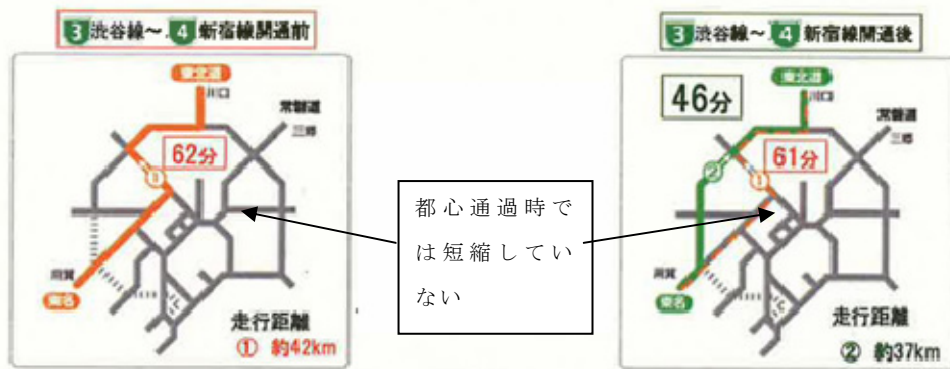 3 渋谷線～ 4 新宿線開通前
東北道
川口
常磐道
三郷
62分
①
用賀
東名
走行距離
① 約42km
都心通過時で
は短縮してい
ない
3 渋谷線～ 4 新宿線開通後
46分
東北道
川口
常磐道
三郷
61分
②
①
用賀
東名
走行距離
② 約37km